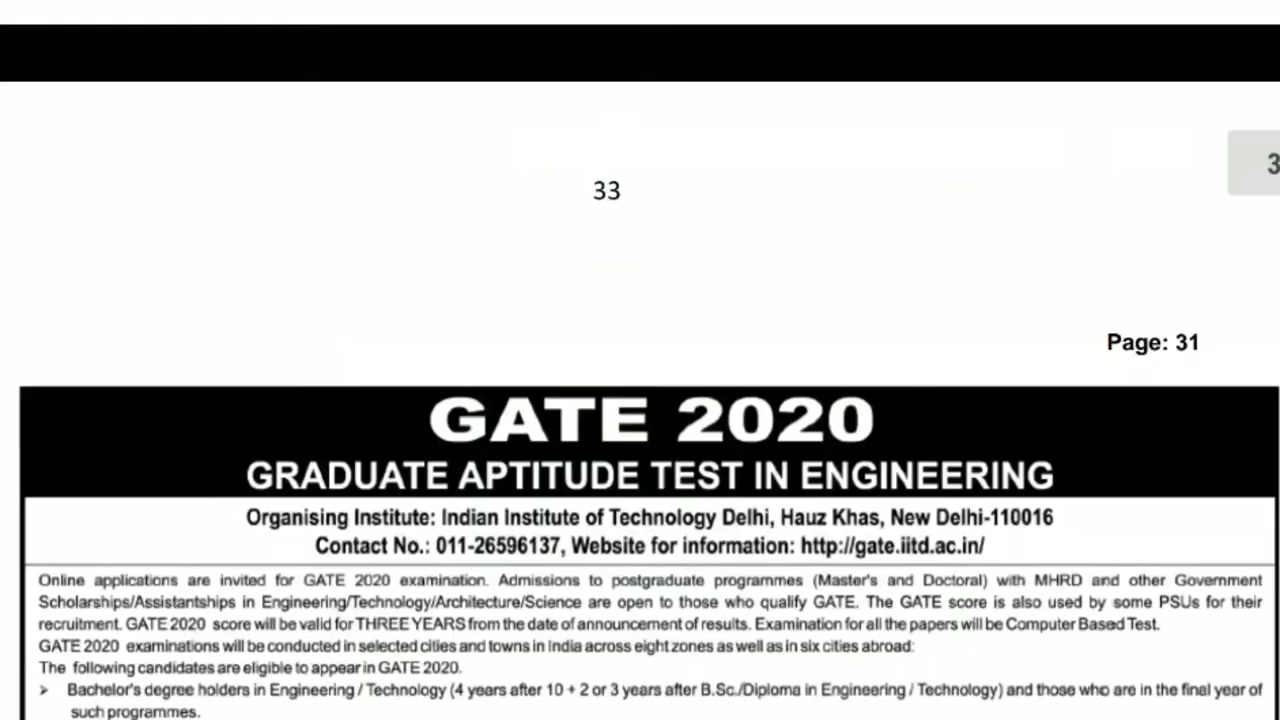 3
33
Page: 31
GATE 2020
GRADUATE APTITUDE TEST IN ENGINEERING
Organising Institute: Indian Institute of Technology Delhi, Hauz Khas, New Delhi-110016
Contact No.: 011-26596137, Website for information: http://gate.iitd.ac.in/
Online applications are invited for GATE 2020 examination. Admissions to postgraduate programmes (Master's and Doctoral) with MHRD and other Government
Scholarships/Assistantships in Engineering/Technology/Architecture/Science are open to those who qualify GATE. The GATE score is also used by some PSUs for their
recruitment. GATE 2020 score will be valid for THREE YEARS from the date of announcement of results. Examination for all the papers will be Computer Based Test.
GATE 2020 examinations will be conducted in selected cities and towns in India across eight zones as well as in six cities abroad:
The following candidates are eligible to appear in GATE 2020.
➢ Bachelor's degree holders in Engineering / Technology (4 years after 10 + 2 or 3 years after B.Sc./Diploma in Engineering / Technology) and those who are in the final year of
such programmes.